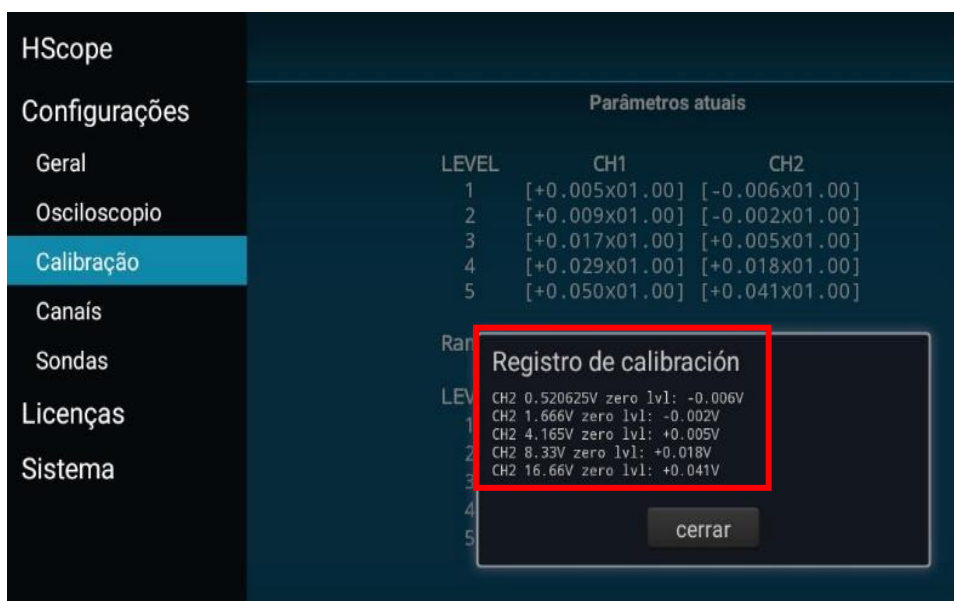 HScope
Configurações
Geral
Osciloscopio
Calibração
Canaís
Sondas
Licenças
Sistema
Parâmetros atuais
LEVEL CH1 CH2
1 [+0.005x01.00] [-0.006x01.00]
2 [+0.009x01.00] [-0.002x01.00]
3 [+0.017x01.00] [+0.005x01.00]
4 [+0.029x01.00] [+0.018x01.00]
5 [+0.050x01.00] [+0.041x01.00]
Registro de calibración
CH2 0.520625V zero lvl: -0.006V
CH2 1.666V zero lvl: -0.002V
CH2 4.165V zero lvl: +0.005V
CH2 8.33V zero lvl: +0.018V
CH2 16.66V zero lvl: +0.041V
cerrar